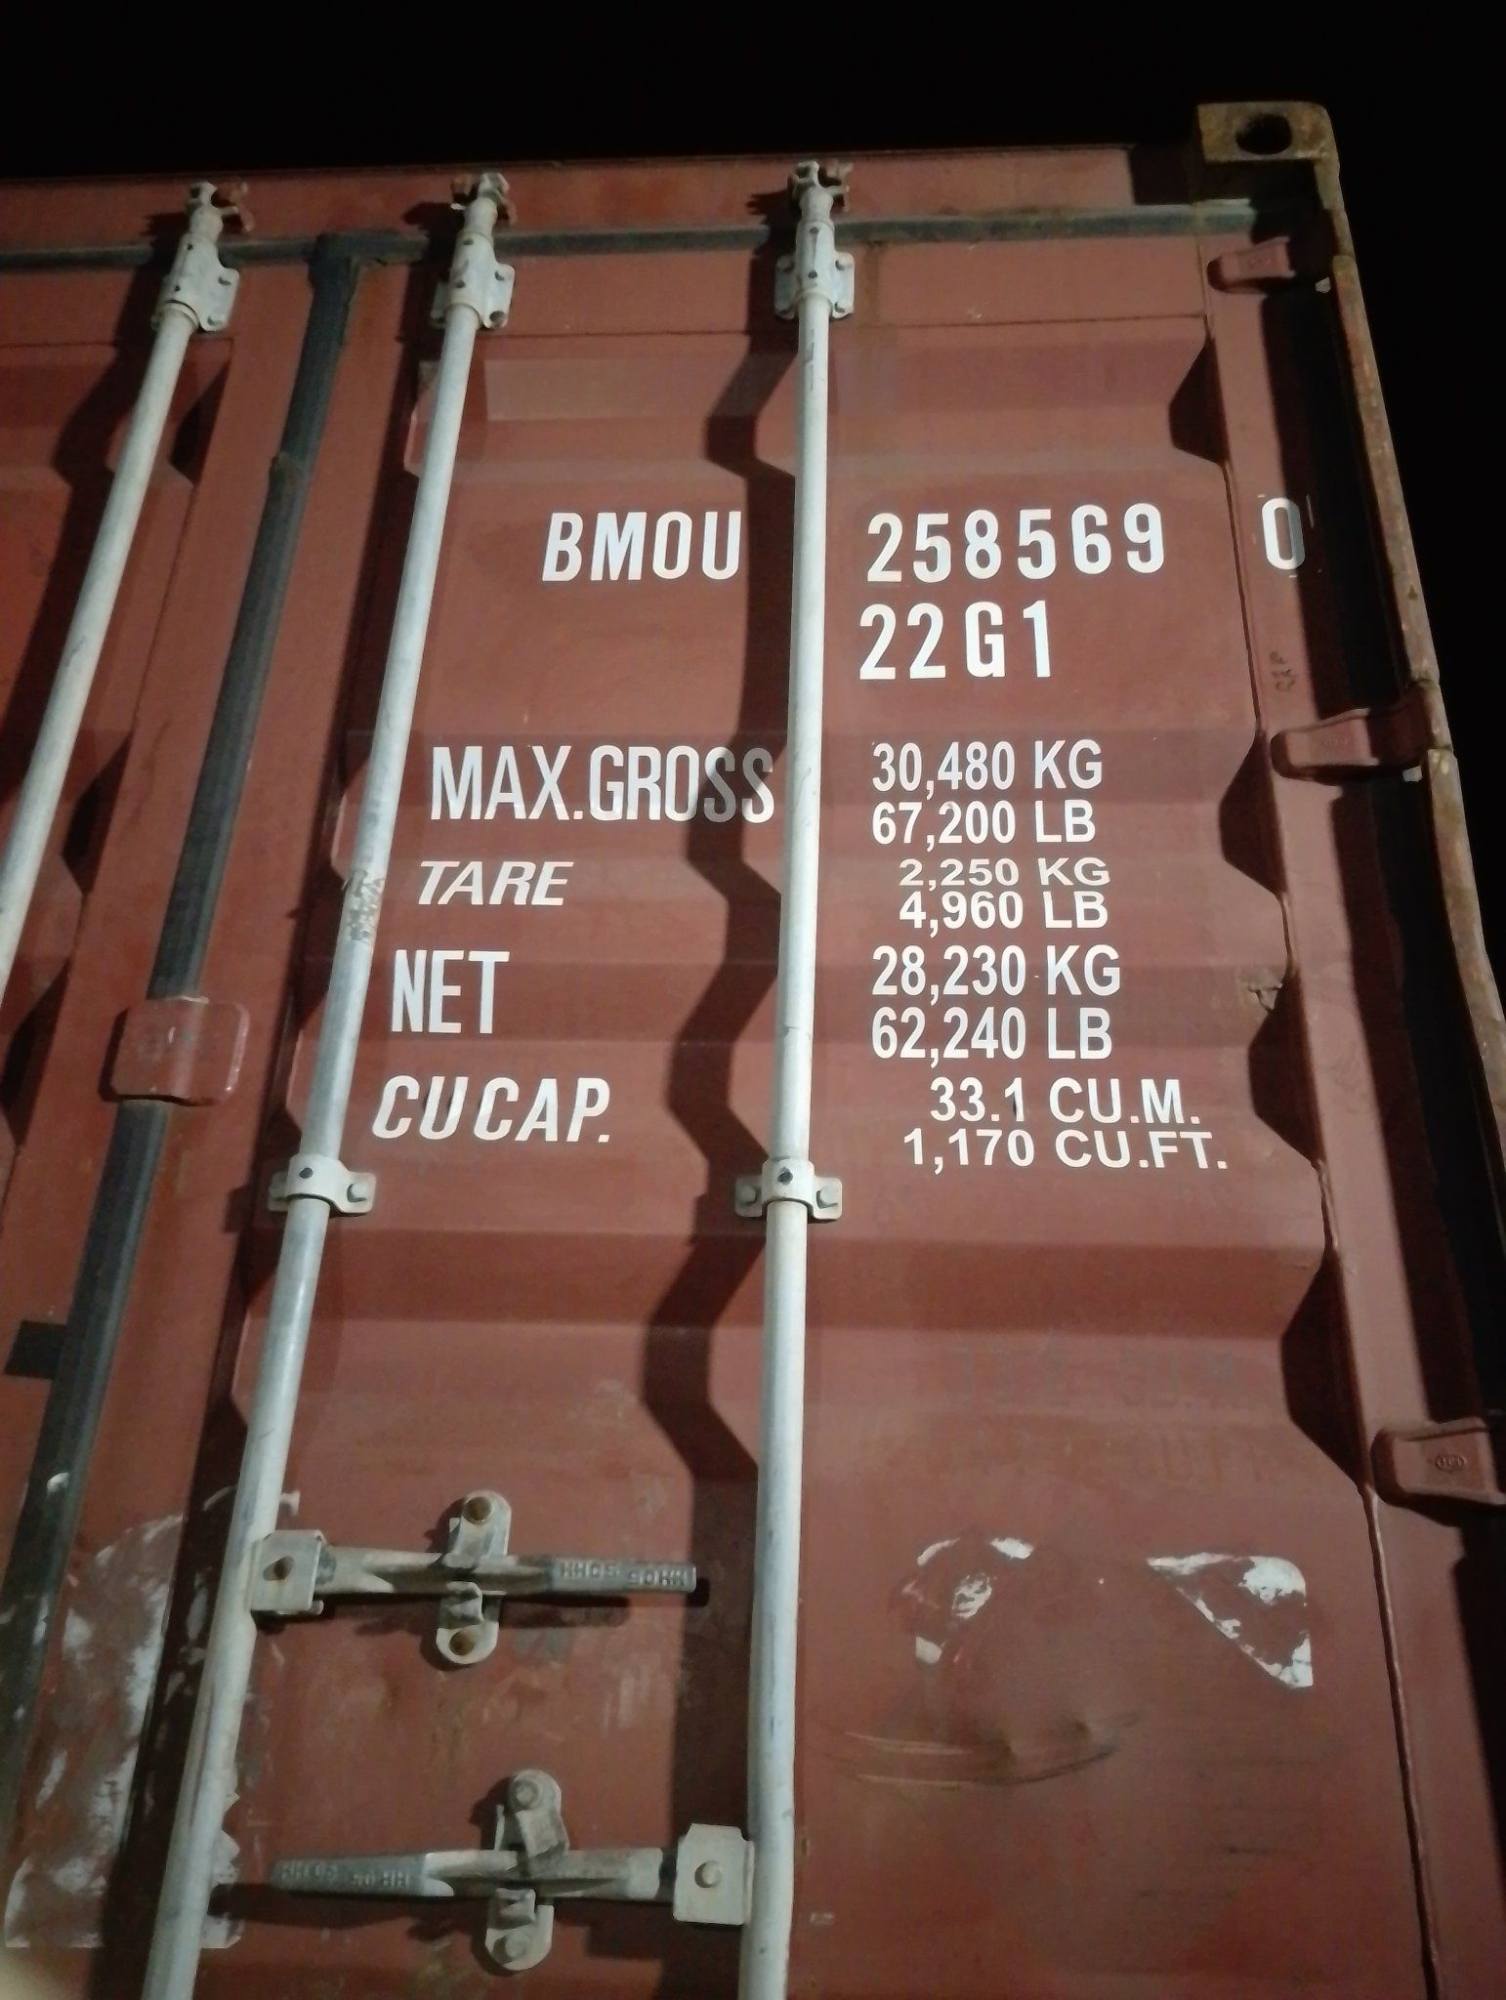 BMOU 258569 0
22G1
MAX.GROSS 30,480 KG
67,200 LB
TARE 2,250 KG
4,960 LB
NET 28,230 KG
62,240 LB
CU CAP. 33.1 CU.M.
1,170 CU.FT.